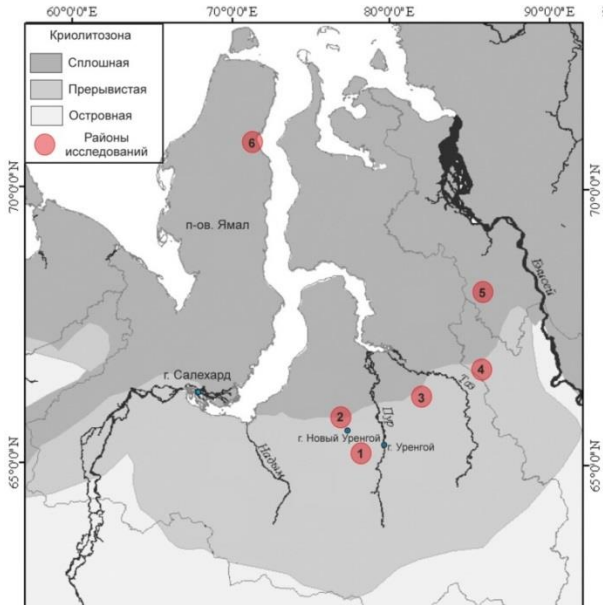 60°0'0"E
70°0'0"E
80°0'0"E
90°0'0"E
Криолитозона
Сплошная
Прерывистая
Островная
Районы
исследований
70°0'0"N
70°0'0"N
6
п-ов. Ямал
Енисей
5
г. Салехард
4
Таз
3
2
Пур
г. Новый Уренгой
г. Уренгой
1
Надым
65°0'0"N
65°0'0"N